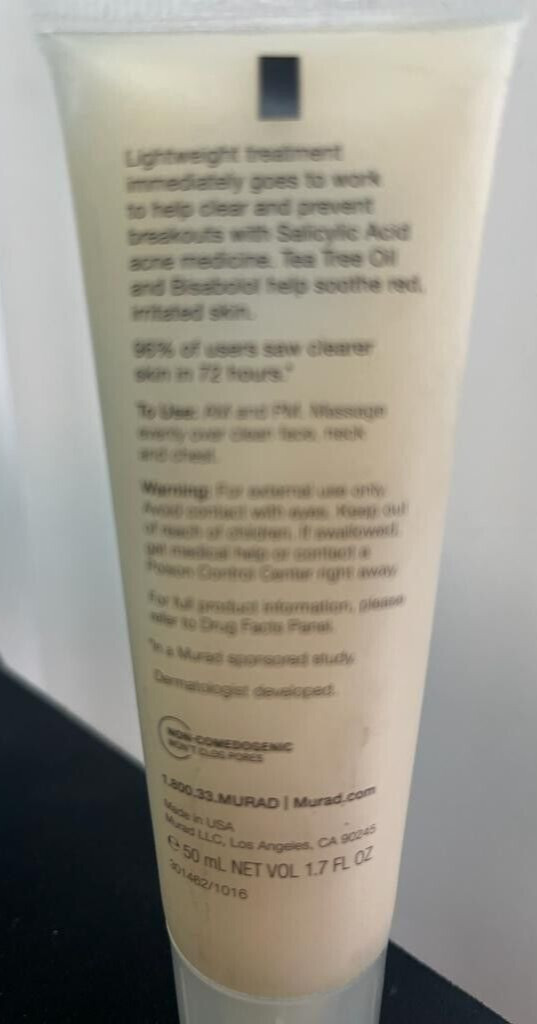 Lightweight treatment
immediately goes to work
to help clear and prevent
breakouts with Salicylic Acid
acne medicine. Tea Tree Oil
and Bisabolol help soothe red,
irritated skin.
96% of users saw clearer
skin in 72 hours.*
To Use: AM and PM. Massage
evenly over clean face, neck
and chest.
Warning: For external use only.
Avoid contact with eyes. Keep out
of reach of children. If swallowed,
get medical help or contact a
Poison Control Center right away.
For full product information, please
refer to Drug Facts Panel.
*In a Murad sponsored study.
Dermatologist developed.
NON-COMEDOGENIC
WON'T CLOG PORES
1.800.33.MURAD | Murad.com
Made in USA
Murad LLC, Los Angeles, CA 90245
℮ 50 mL NET VOL 1.7 FL OZ
301462/1016